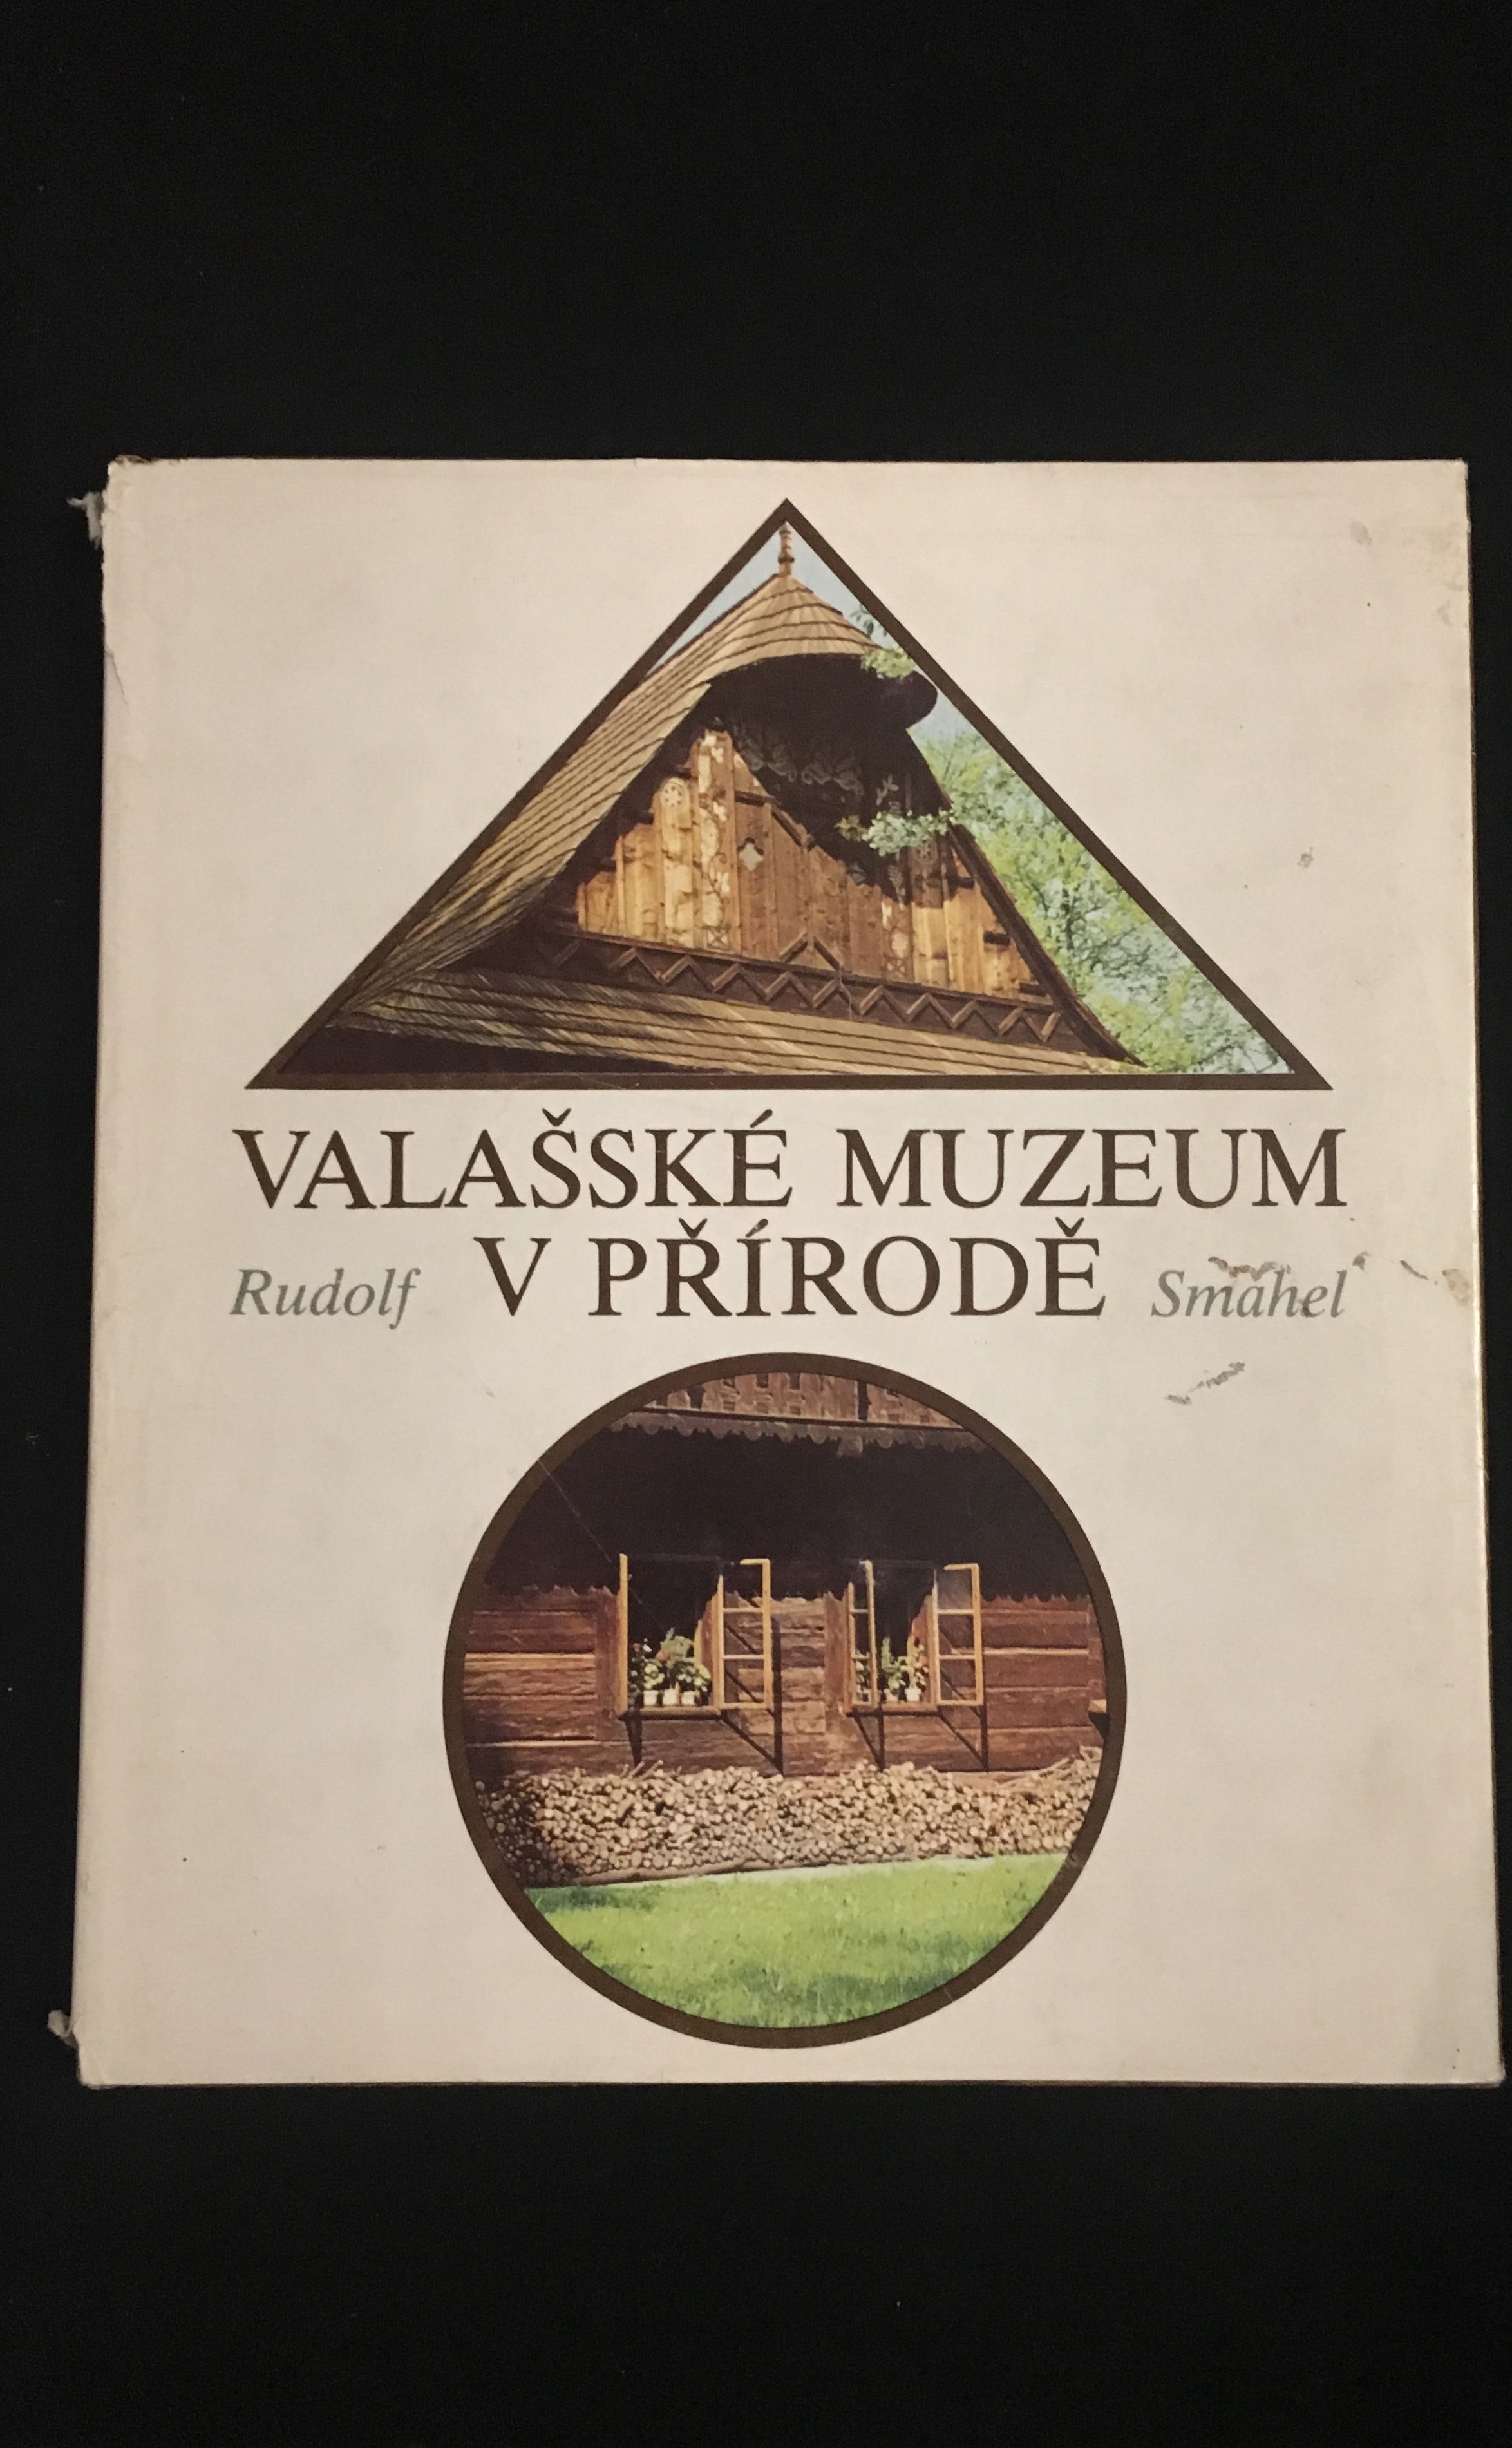 VALAŠSKÉ MUZEUM
Rudolf V PŘÍRODĚ Smahel